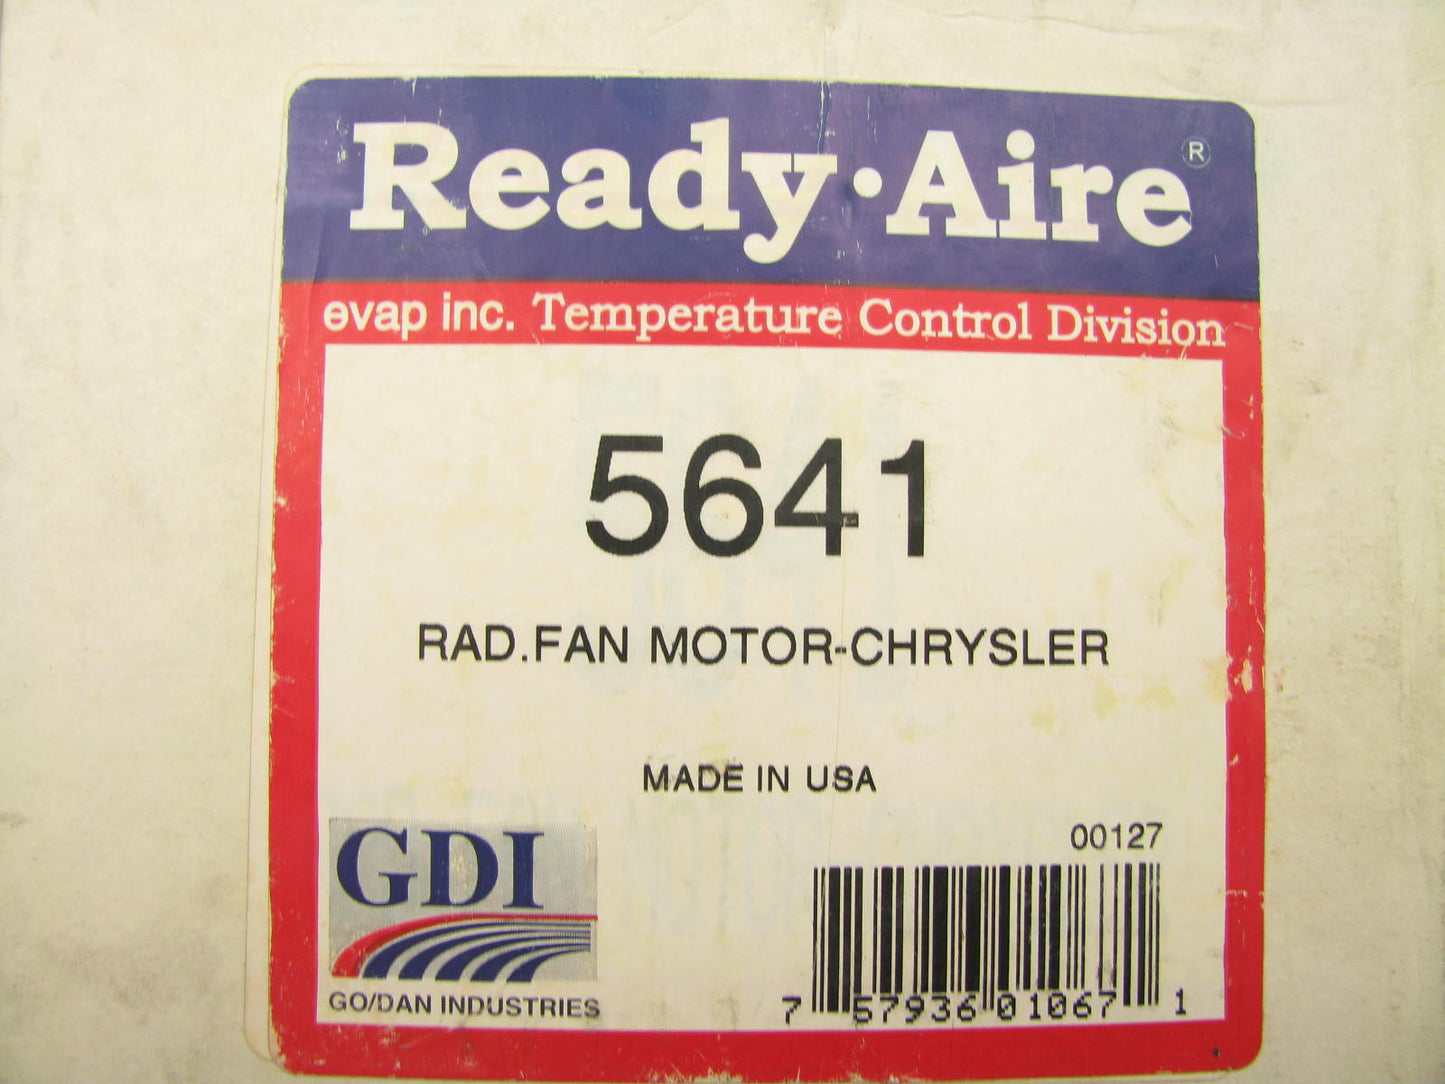 Ready·Aire®
evap inc. Temperature Control Division
5641
RAD.FAN MOTOR-CHRYSLER
MADE IN USA
GDI
GO/DAN INDUSTRIES
00127
7 57936 01067 1